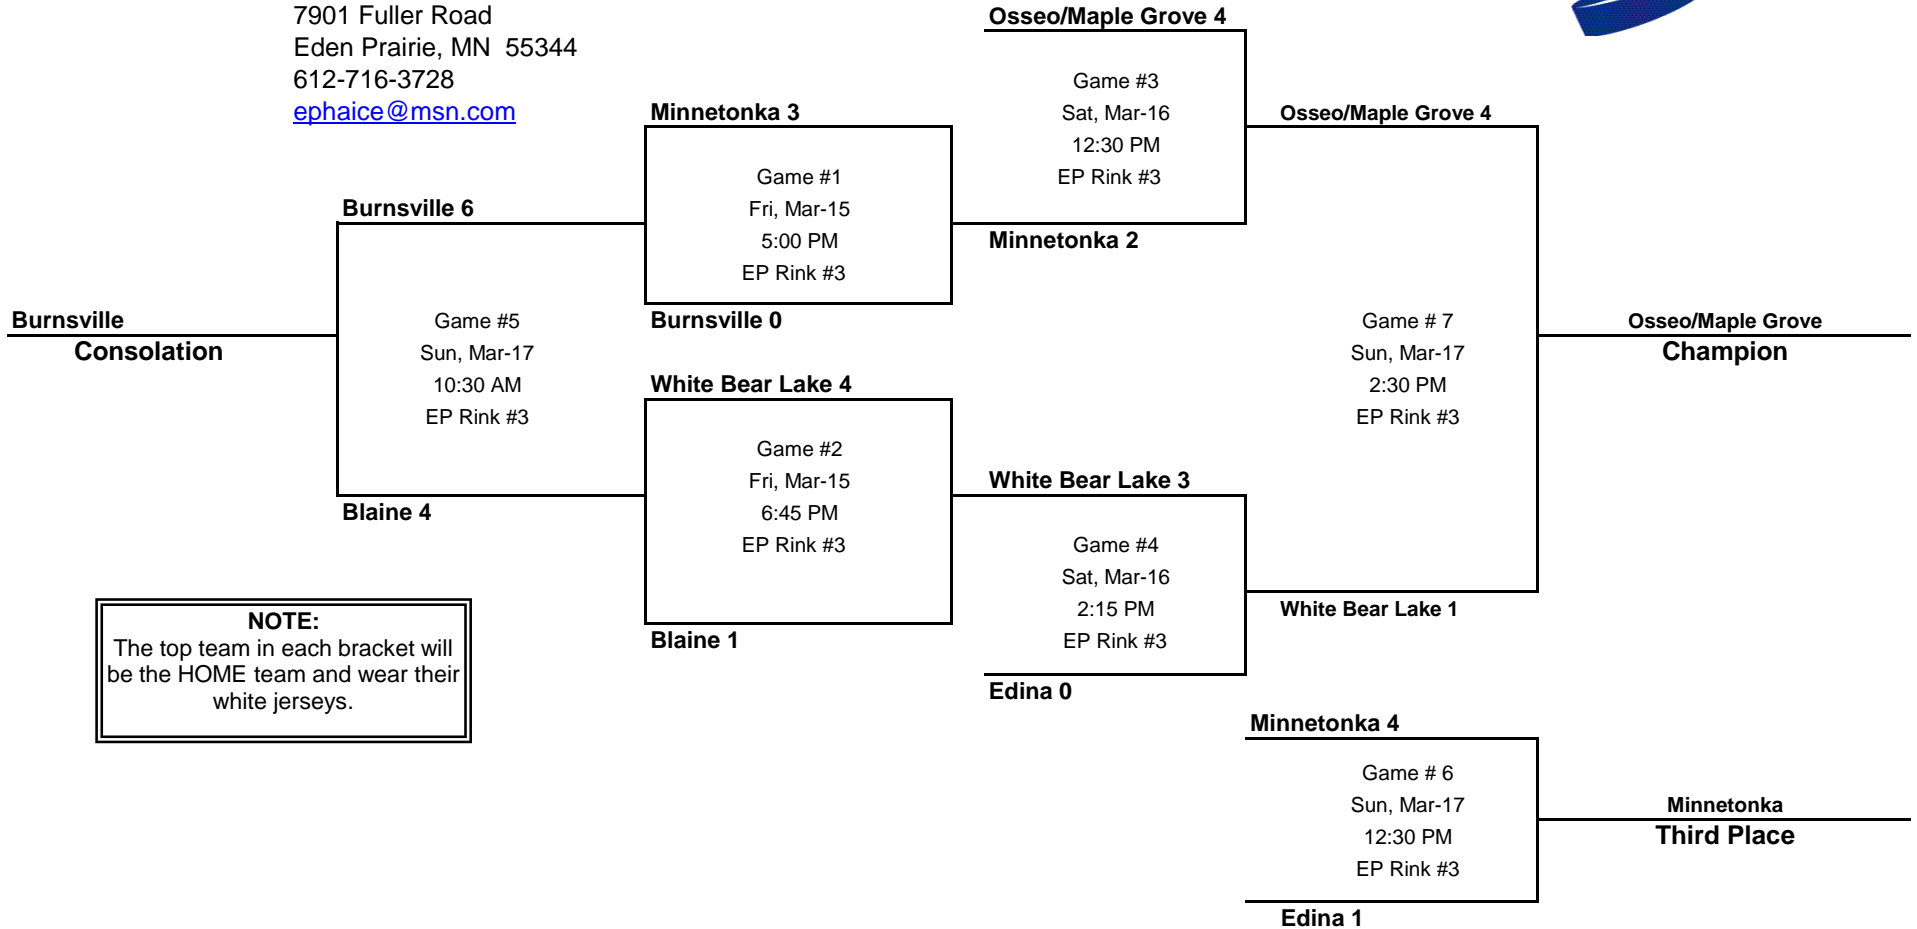 7901 Fuller Road
Eden Prairie, MN  55344
612-716-3728
ephaice@msn.com
Osseo/Maple Grove 4
Game #3
Sat, Mar-16
12:30 PM
EP Rink #3
Minnetonka 2
Minnetonka 3
Game #1
Fri, Mar-15
5:00 PM
EP Rink #3
Burnsville 0
Osseo/Maple Grove 4
Burnsville 6
Game #5
Sun, Mar-17
10:30 AM
EP Rink #3
Blaine 4
Burnsville
Consolation
White Bear Lake 4
Game #2
Fri, Mar-15
6:45 PM
EP Rink #3
Blaine 1
Game # 7
Sun, Mar-17
2:30 PM
EP Rink #3
Osseo/Maple Grove
Champion
White Bear Lake 3
Game #4
Sat, Mar-16
2:15 PM
EP Rink #3
Edina 0
White Bear Lake 1
NOTE:
The top team in each bracket will
be the HOME team and wear their
white jerseys.
Minnetonka 4
Game # 6
Sun, Mar-17
12:30 PM
EP Rink #3
Edina 1
Minnetonka
Third Place